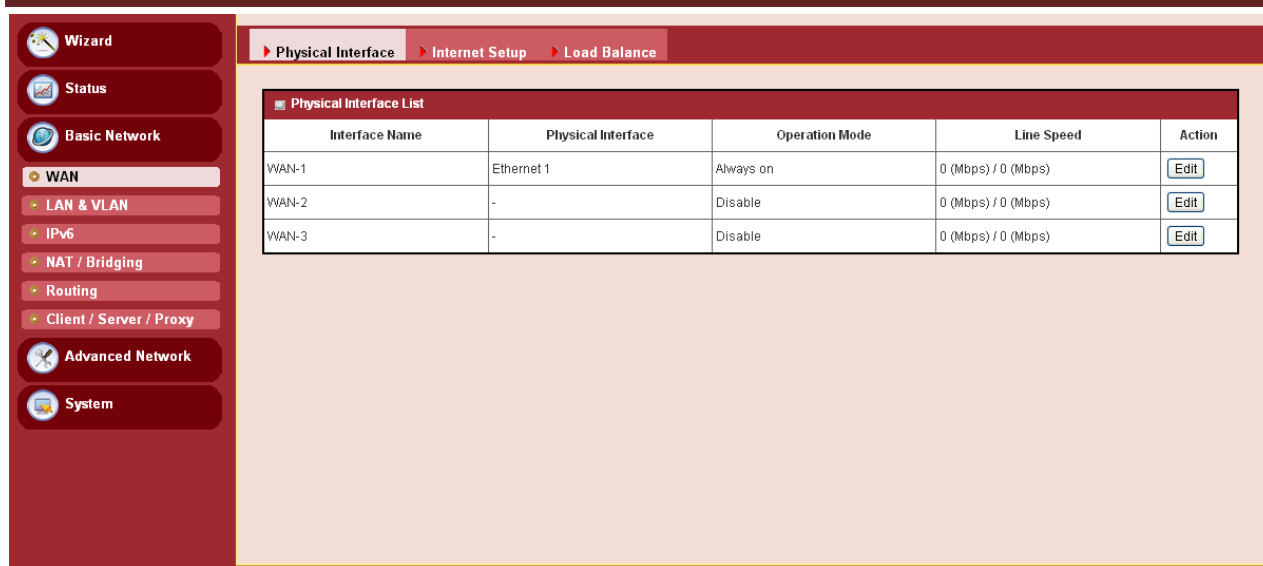 Wizard
Status
Basic Network
WAN
LAN & VLAN
IPv6
NAT / Bridging
Routing
Client / Server / Proxy
Advanced Network
System
Physical Interface Internet Setup Load Balance
Physical Interface List
Interface Name Physical Interface Operation Mode Line Speed Action
WAN-1 Ethernet 1 Always on 0 (Mbps) / 0 (Mbps) Edit
WAN-2 - Disable 0 (Mbps) / 0 (Mbps) Edit
WAN-3 - Disable 0 (Mbps) / 0 (Mbps) Edit